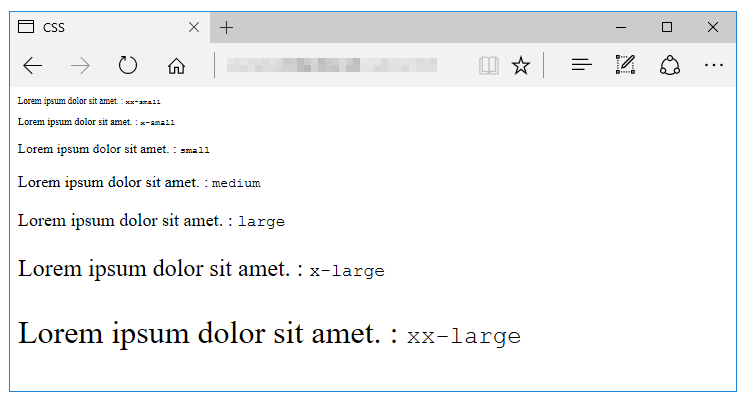 CSS
Lorem ipsum dolor sit amet. : xx-small
Lorem ipsum dolor sit amet. : x-small
Lorem ipsum dolor sit amet. : small
Lorem ipsum dolor sit amet. : medium
Lorem ipsum dolor sit amet. : large
Lorem ipsum dolor sit amet. : x-large
Lorem ipsum dolor sit amet. : xx-large